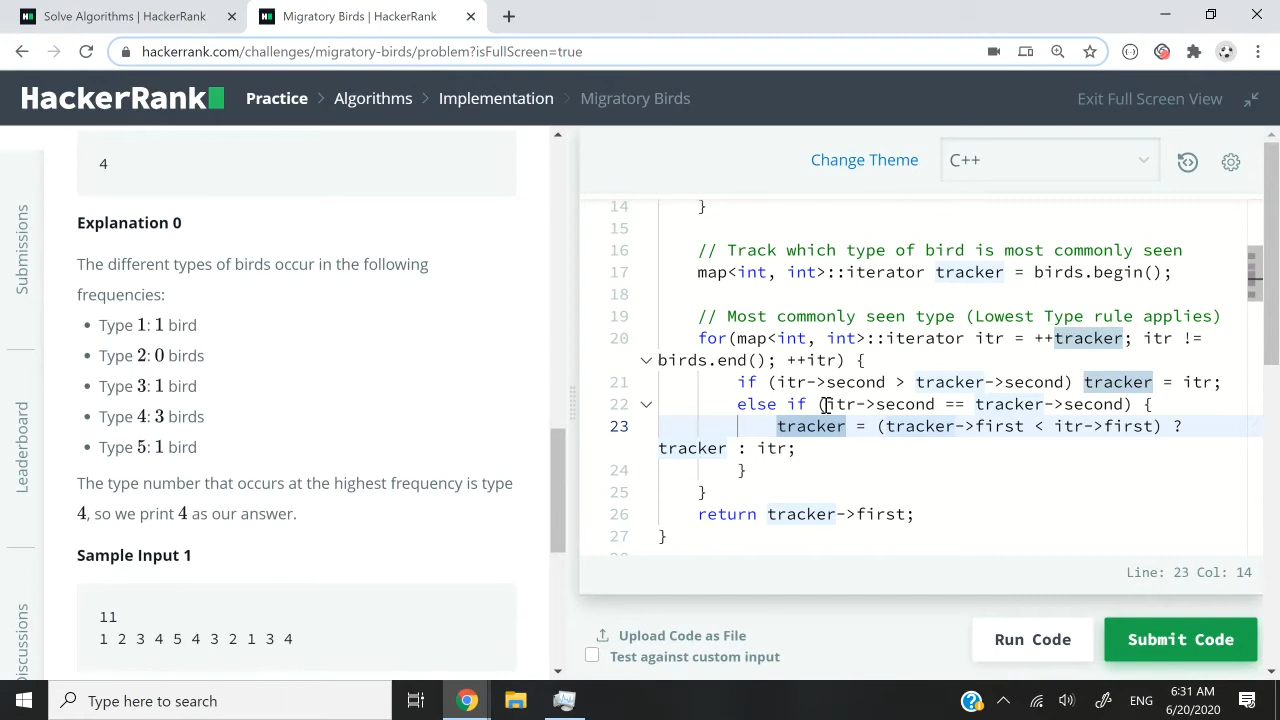 Solve Algorithms | HackerRank
Migratory Birds | HackerRank
hackerrank.com/challenges/migratory-birds/problem?isFullScreen=true
HackerRank
Practice > Algorithms > Implementation > Migratory Birds
Exit Full Screen View
Submissions
Leaderboard
Discussions
4
Explanation 0
The different types of birds occur in the following
frequencies:
• Type 1: 1 bird
• Type 2: 0 birds
• Type 3: 1 bird
• Type 4: 3 birds
• Type 5: 1 bird
The type number that occurs at the highest frequency is type
4, so we print 4 as our answer.
Sample Input 1
11
1 2 3 4 5 4 3 2 1 3 4
Change Theme
C++
14 }
15
16 // Track which type of bird is most commonly seen
17 map<int, int>::iterator tracker = birds.begin();
18
19 // Most commonly seen type (Lowest Type rule applies)
20 for(map<int, int>::iterator itr = ++tracker; itr !=
birds.end(); ++itr) {
21 if (itr->second > tracker->second) tracker = itr;
22 else if (itr->second == tracker->second) {
23 tracker = (tracker->first < itr->first) ?
tracker : itr;
24 }
25 }
26 return tracker->first;
27 }
Line: 23 Col: 14
Upload Code as File
Test against custom input
Run Code
Submit Code
Type here to search
ENG
6:31 AM
6/20/2020